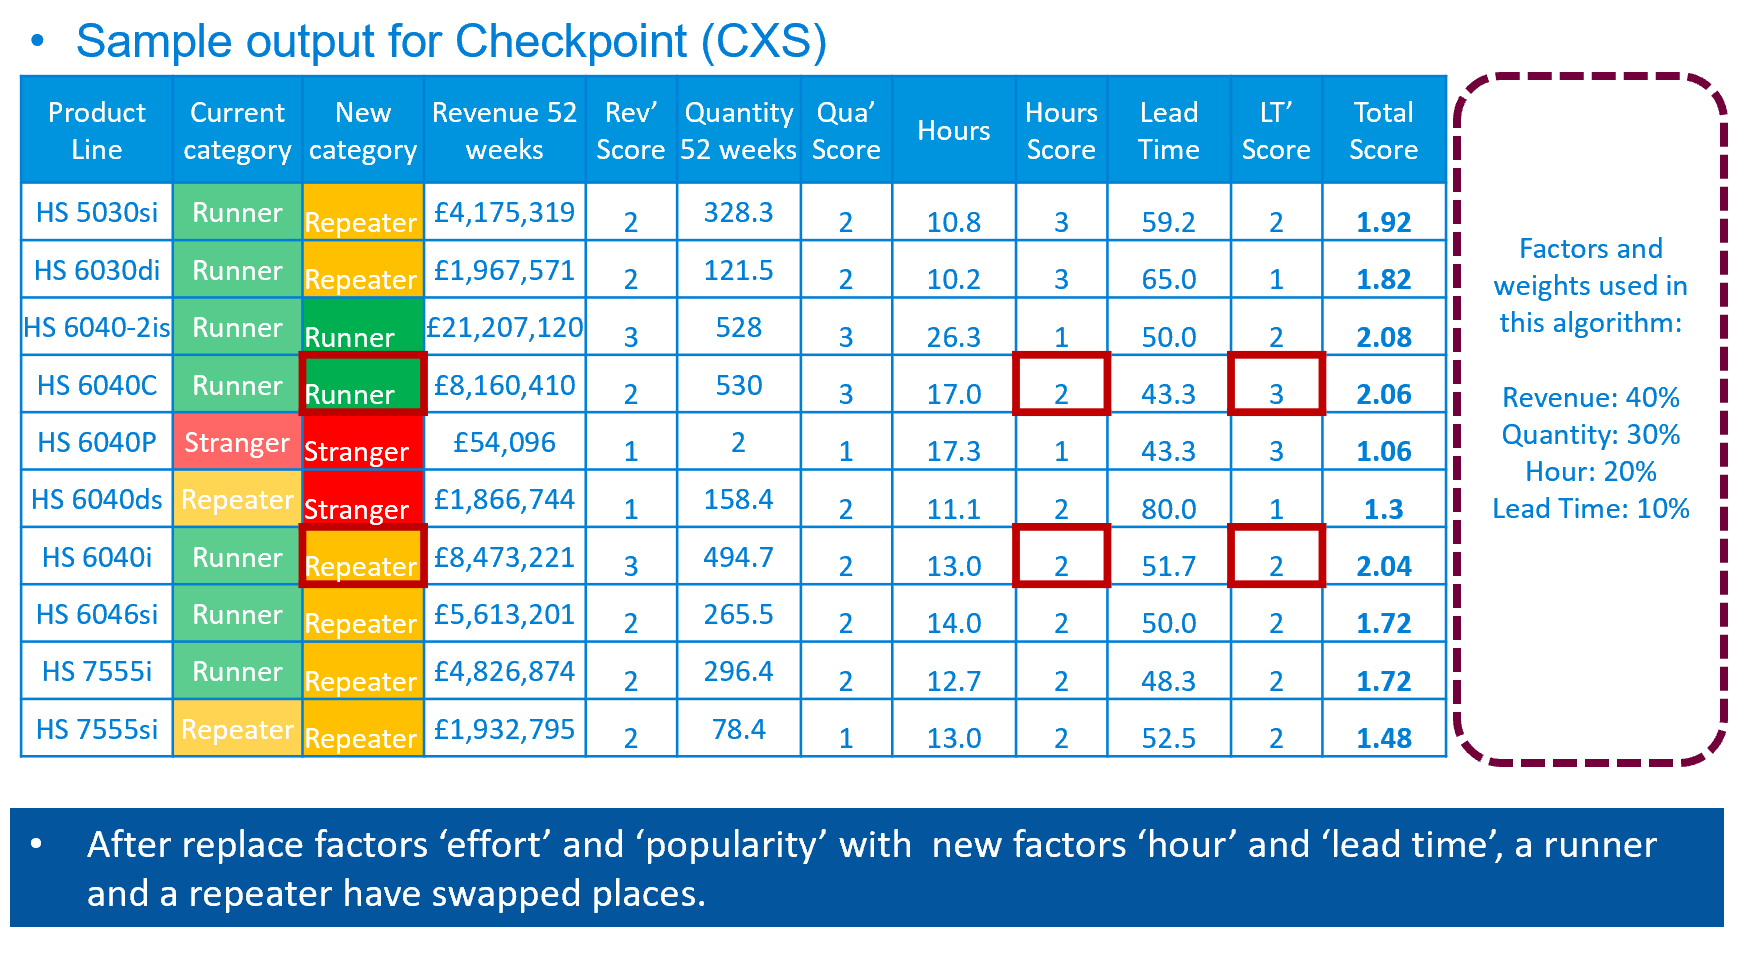 • Sample output for Checkpoint (CXS)
Product Line | Current category | New category | Revenue 52 weeks | Rev’ Score | Quantity 52 weeks | Qua’ Score | Hours | Hours Score | Lead Time | LT’ Score | Total Score
HS 5030si | Runner | Repeater | £4,175,319 | 2 | 328.3 | 2 | 10.8 | 3 | 59.2 | 2 | 1.92
HS 6030di | Runner | Repeater | £1,967,571 | 2 | 121.5 | 2 | 10.2 | 3 | 65.0 | 1 | 1.82
HS 6040-2is | Runner | Runner | £21,207,120 | 3 | 528 | 3 | 26.3 | 1 | 50.0 | 2 | 2.08
HS 6040C | Runner | Runner | £8,160,410 | 2 | 530 | 3 | 17.0 | 2 | 43.3 | 3 | 2.06
HS 6040P | Stranger | Stranger | £54,096 | 1 | 2 | 1 | 17.3 | 1 | 43.3 | 3 | 1.06
HS 6040ds | Repeater | Stranger | £1,866,744 | 1 | 158.4 | 2 | 11.1 | 2 | 80.0 | 1 | 1.3
HS 6040i | Runner | Repeater | £8,473,221 | 3 | 494.7 | 2 | 13.0 | 2 | 51.7 | 2 | 2.04
HS 6046si | Runner | Repeater | £5,613,201 | 2 | 265.5 | 2 | 14.0 | 2 | 50.0 | 2 | 1.72
HS 7555i | Runner | Repeater | £4,826,874 | 2 | 296.4 | 2 | 12.7 | 2 | 48.3 | 2 | 1.72
HS 7555si | Repeater | Repeater | £1,932,795 | 2 | 78.4 | 1 | 13.0 | 2 | 52.5 | 2 | 1.48
Factors and
weights used in
this algorithm:
Revenue: 40%
Quantity: 30%
Hour: 20%
Lead Time: 10%
• After replace factors ‘effort’ and ‘popularity’ with new factors ‘hour’ and ‘lead time’, a runner
and a repeater have swapped places.